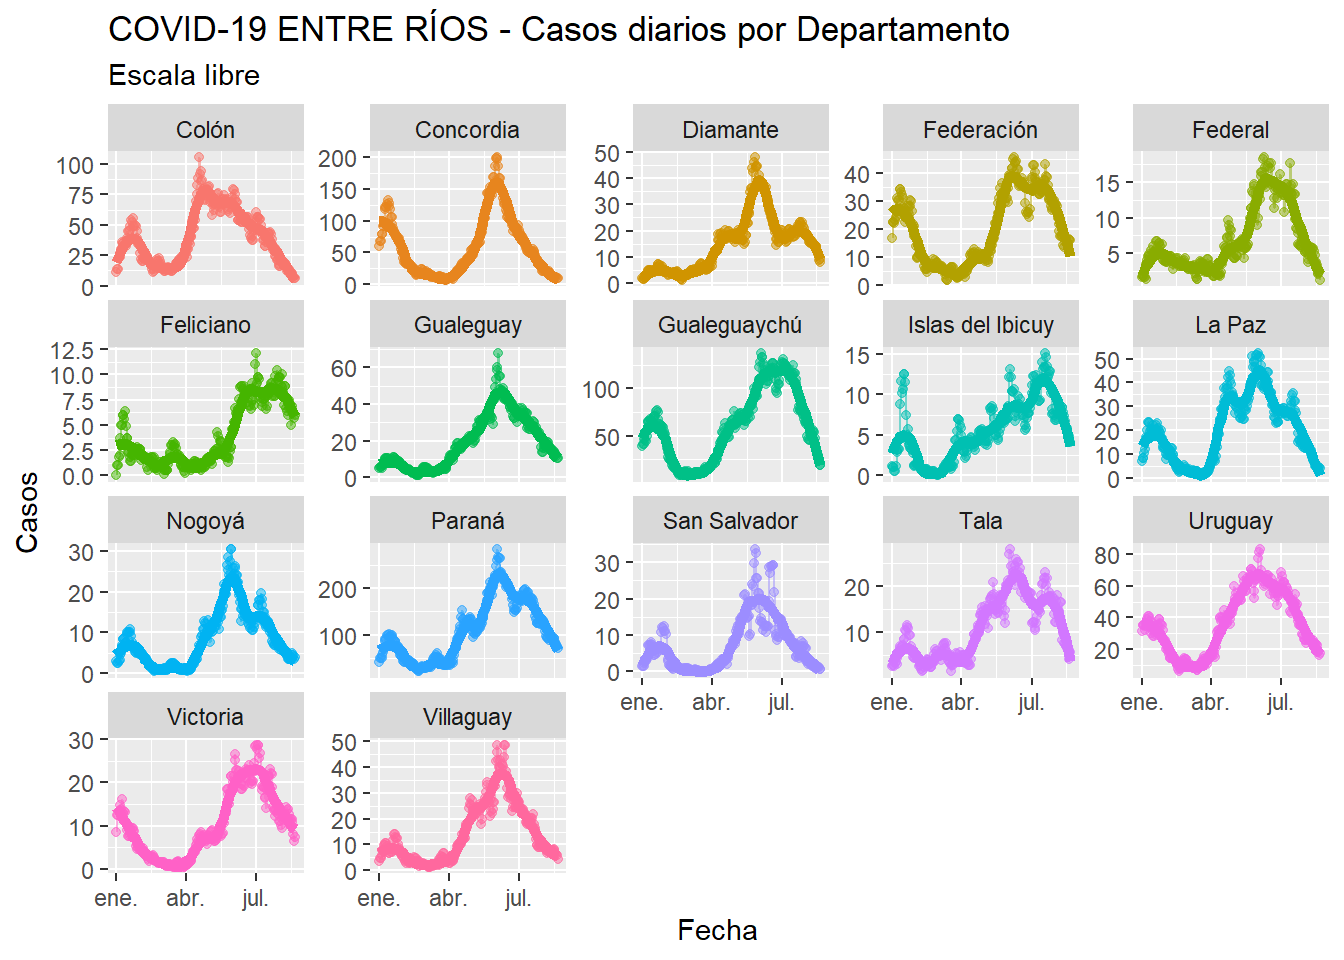 COVID-19 ENTRE RÍOS - Casos diarios por Departamento
Escala libre
Colón
Concordia
Diamante
Federación
Federal
100
75
50
25
0
200
150
100
50
0
50
40
30
20
10
0
40
30
20
10
0
15
10
5
Feliciano
Gualeguay
Gualeguaychú
Islas del Ibicuy
La Paz
12.5
10.0
7.5
5.0
2.5
0.0
60
40
20
0
100
50
15
10
5
0
50
40
30
20
10
0
Nogoyá
Paraná
San Salvador
Tala
Uruguay
30
20
10
0
200
100
30
20
10
0
20
10
80
60
40
20
ene.
abr.
jul.
ene.
abr.
jul.
ene.
abr.
jul.
Victoria
Villaguay
30
20
10
0
50
40
30
20
10
0
ene.
abr.
jul.
ene.
abr.
jul.
Casos
Fecha